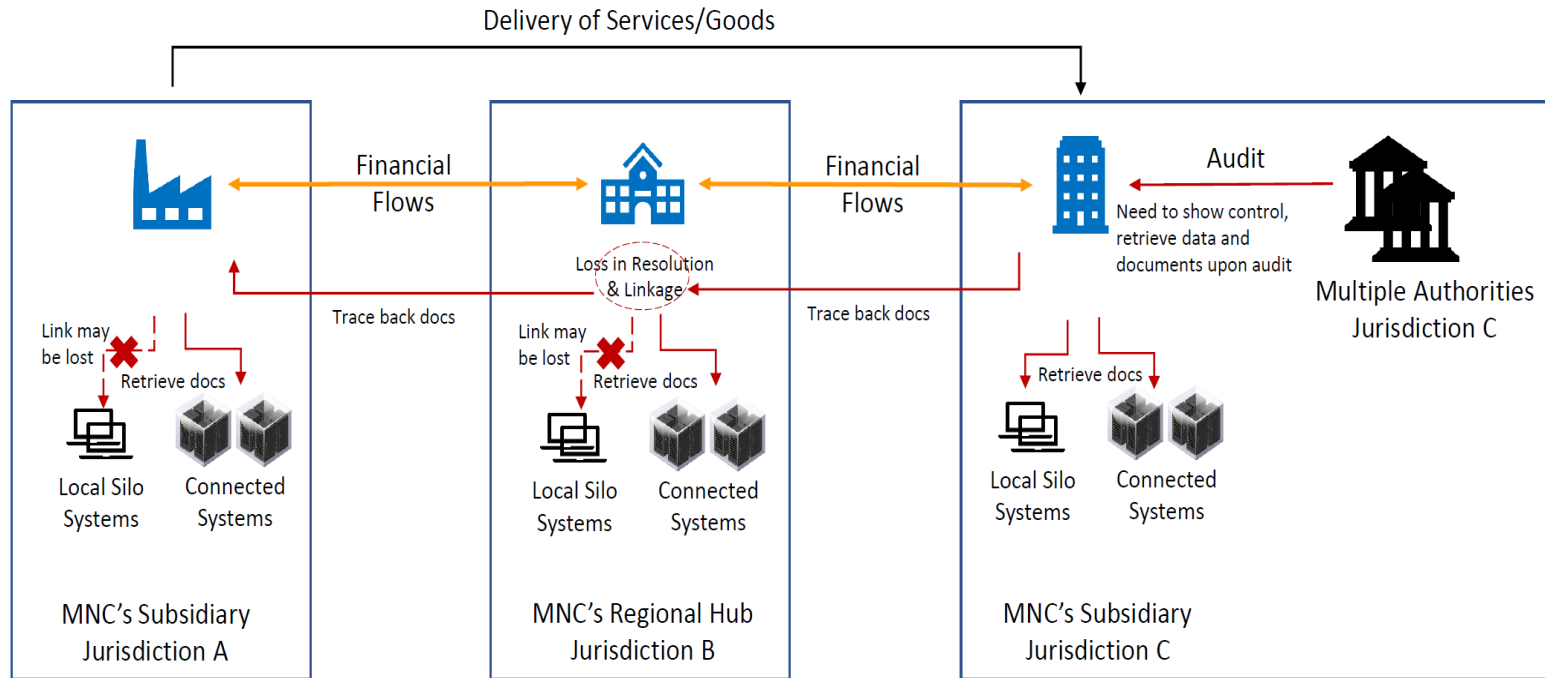 Delivery of Services/Goods
Financial
Flows
Financial
Flows
Audit
Need to show control,
retrieve data and
documents upon audit
Multiple Authorities
Jurisdiction C
Loss in Resolution
& Linkage
Trace back docs
Trace back docs
Link may
be lost
Retrieve docs
Local Silo
Systems
Connected
Systems
MNC's Subsidiary
Jurisdiction A
Link may
be lost
Retrieve docs
Local Silo
Systems
Connected
Systems
MNC's Regional Hub
Jurisdiction B
Retrieve docs
Local Silo
Systems
Connected
Systems
MNC's Subsidiary
Jurisdiction C